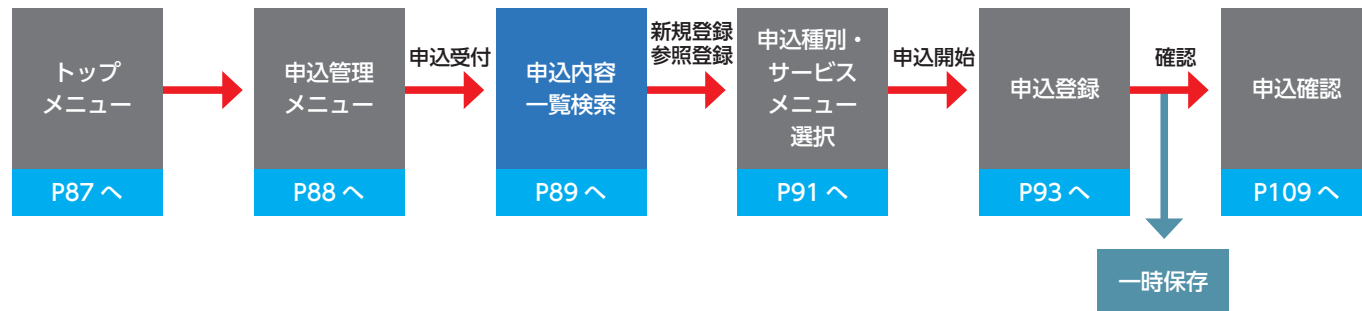 トップ
メニュー
P87 へ
申込管理
メニュー
P88 へ
申込受付
申込内容
一覧検索
P89 へ
新規登録
参照登録
申込種別・
サービス
メニュー
選択
P91 へ
申込開始
申込登録
P93 へ
確認
申込確認
P109 へ
一時保存